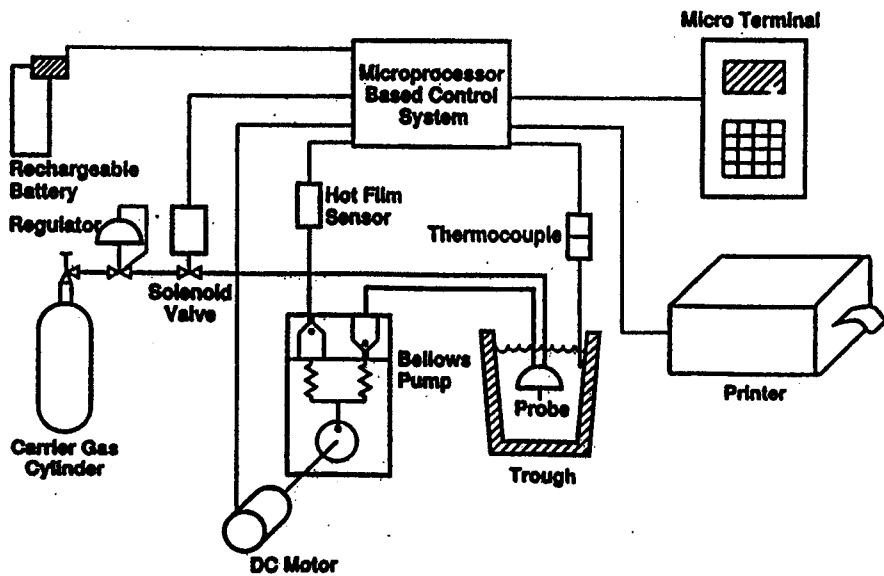 Micro Terminal
Microprocessor
Based Control
System
Rechargeable
Battery
Hot Film
Sensor
Regulator
Thermocouple
Solenoid
Valve
Bellows
Pump
Probe
Printer
Carrier Gas
Cylinder
Trough
DC Motor